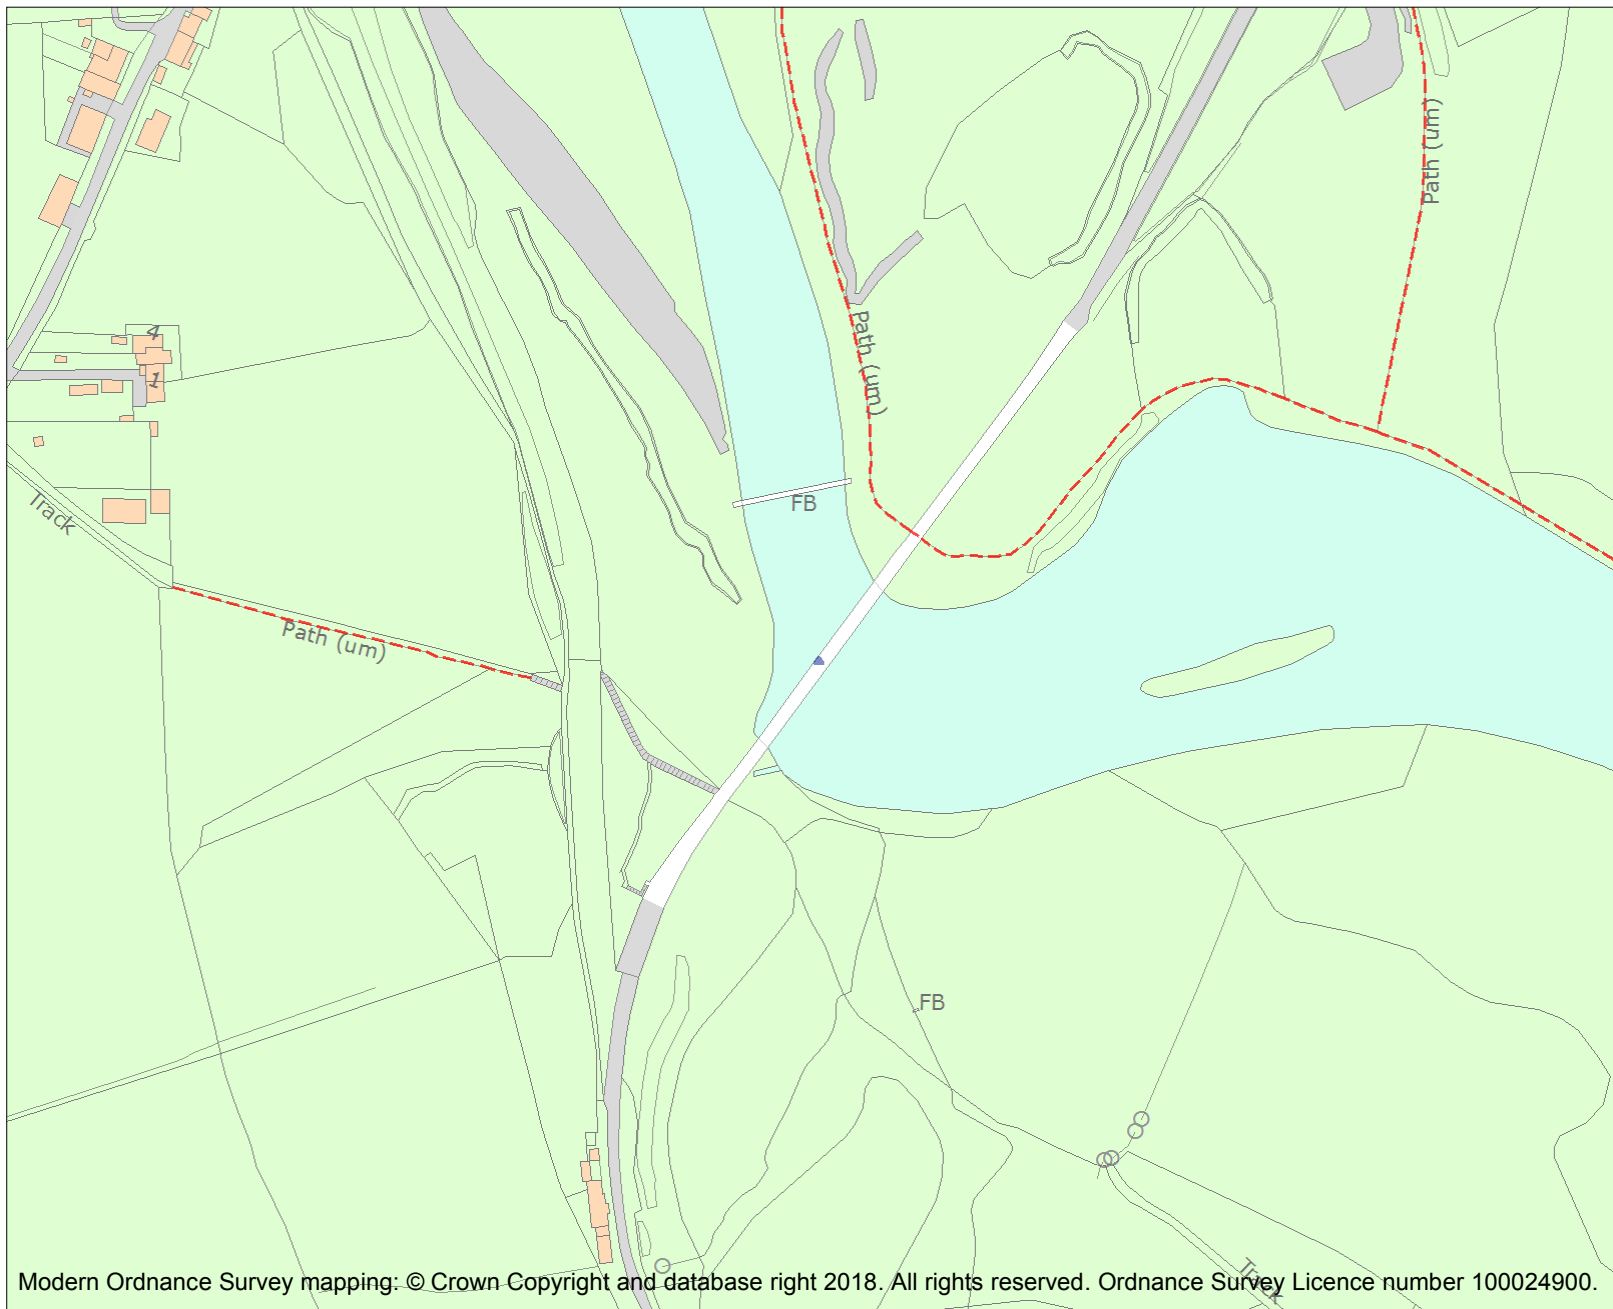 Path (um)
4
Path (um)
1
FB
Track
Path (um)
FB
Track
Modern Ordnance Survey mapping: © Crown Copyright and database right 2018. All rights reserved. Ordnance Survey Licence number 100024900.